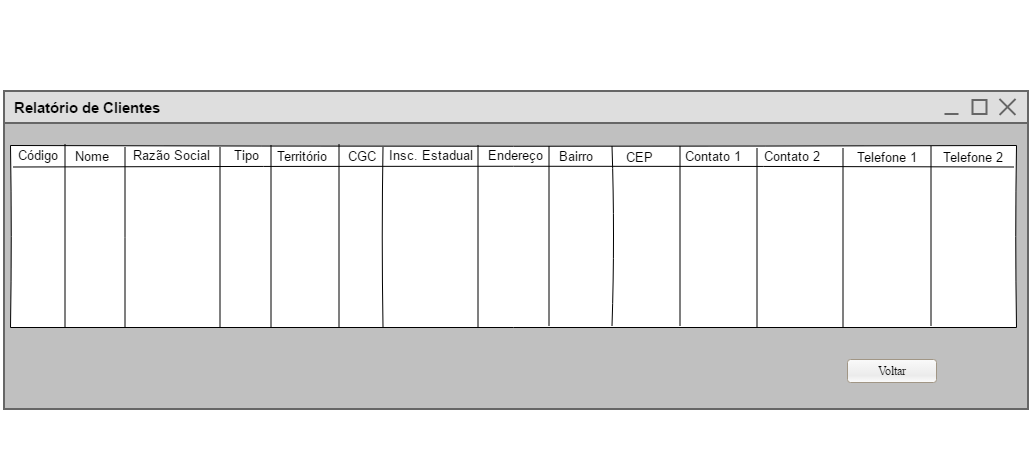 Relatório de Clientes
Código Nome Razão Social Tipo Território CGC Insc. Estadual Endereço Bairro CEP Contato 1 Contato 2 Telefone 1 Telefone 2
Voltar